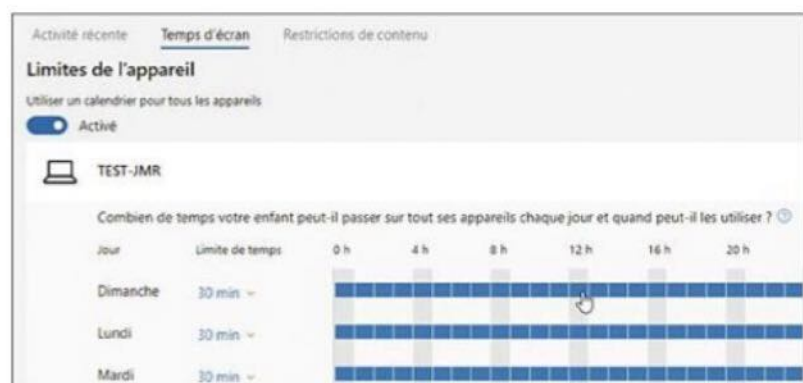 Activité récente Temps d'écran Restrictions de contenu
Limites de l'appareil
Utiliser un calendrier pour tous les appareils
Activé
TEST-JMR
Combien de temps votre enfant peut-il passer sur tout ses appareils chaque jour et quand peut-il les utiliser ? ?
Jour Limite de temps 0 h 4 h 8 h 12 h 16 h 20 h
Dimanche 30 min
Lundi 30 min
Mardi 30 min